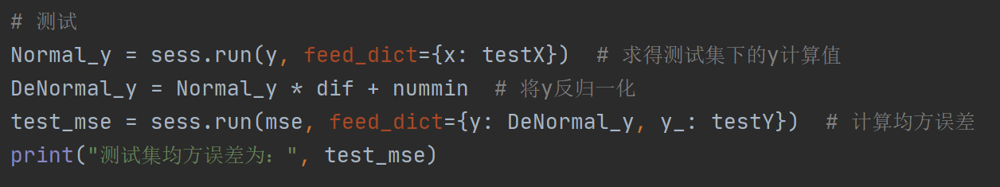 # 测试
Normal_y = sess.run(y, feed_dict={x: testX})  # 求得测试集下的y计算值
DeNormal_y = Normal_y * dif + nummin  # 将y反归一化
test_mse = sess.run(mse, feed_dict={y: DeNormal_y, y_: testY})  # 计算均方误差
print("测试集均方误差为：", test_mse)